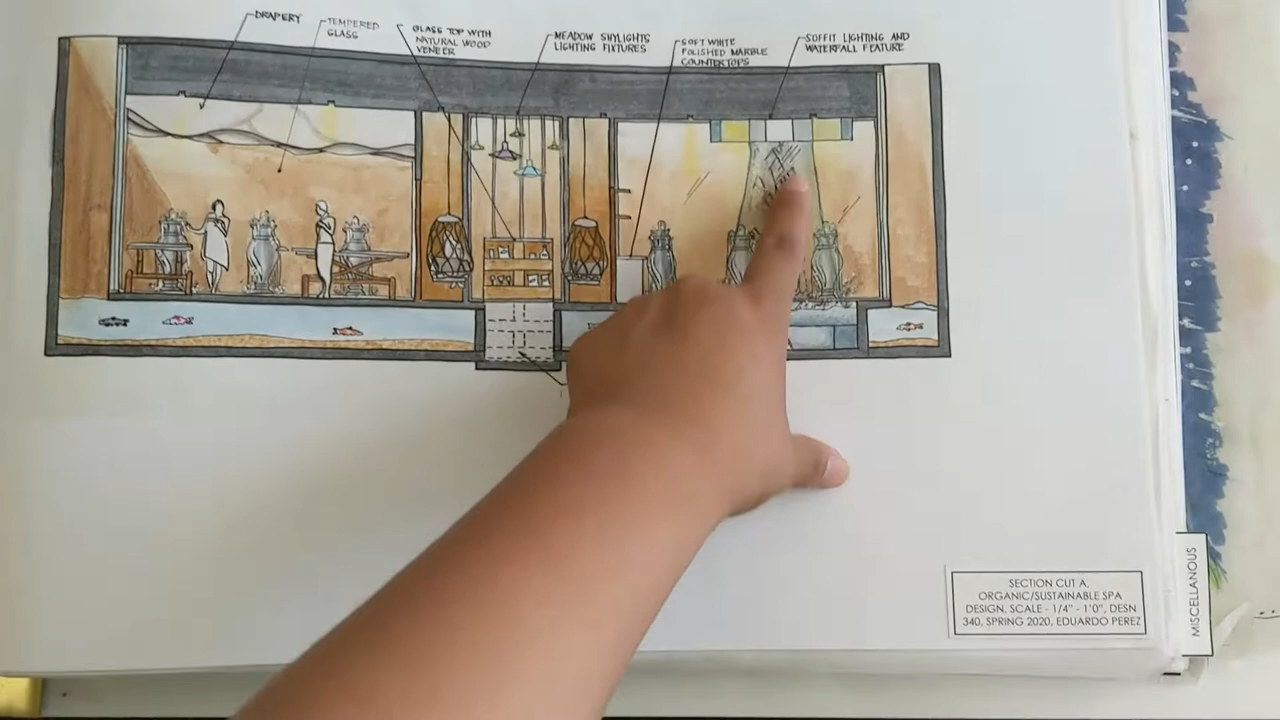 DRAPERY
TEMPERED
GLASS
GLASS TOP WITH
NATURAL WOOD
VENEER
MEADOW SHYLIGHTS
LIGHTING FIXTURES
SOFT WHITE
POLISHED MARBLE
COUNTERTOPS
SOFFIT LIGHTING AND
WATERFALL FEATURE
SECTION CUT A.
ORGANIC/SUSTAINABLE SPA
DESIGN, SCALE - 1/4" - 1'0", DESN
340, SPRING 2020, EDUARDO PEREZ
MISCELLANOUS